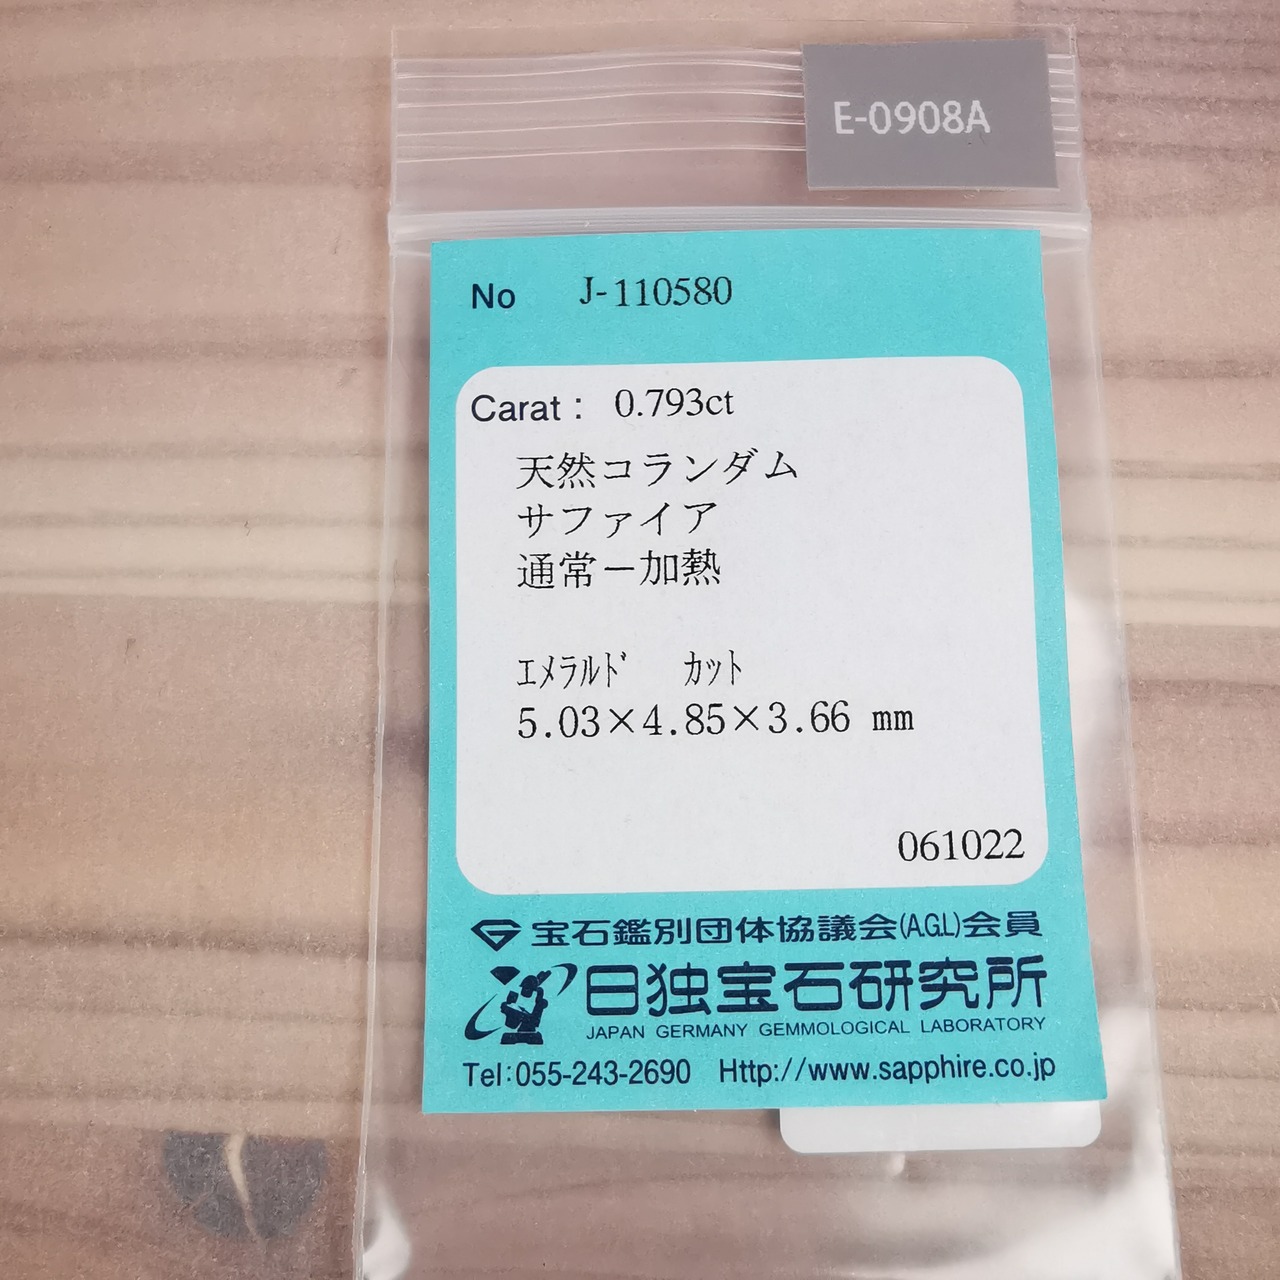 E-0908A
No J-110580
Carat : 0.793ct
天然コランダム
サファイア
通常－加熱
ｴﾒﾗﾙﾄﾞ ｶｯﾄ
5.03×4.85×3.66 mm
061022
宝石鑑別団体協議会(A.G.L)会員
日独宝石研究所
JAPAN GERMANY GEMMOLOGICAL LABORATORY
Tel:055-243-2690 Http://www.sapphire.co.jp